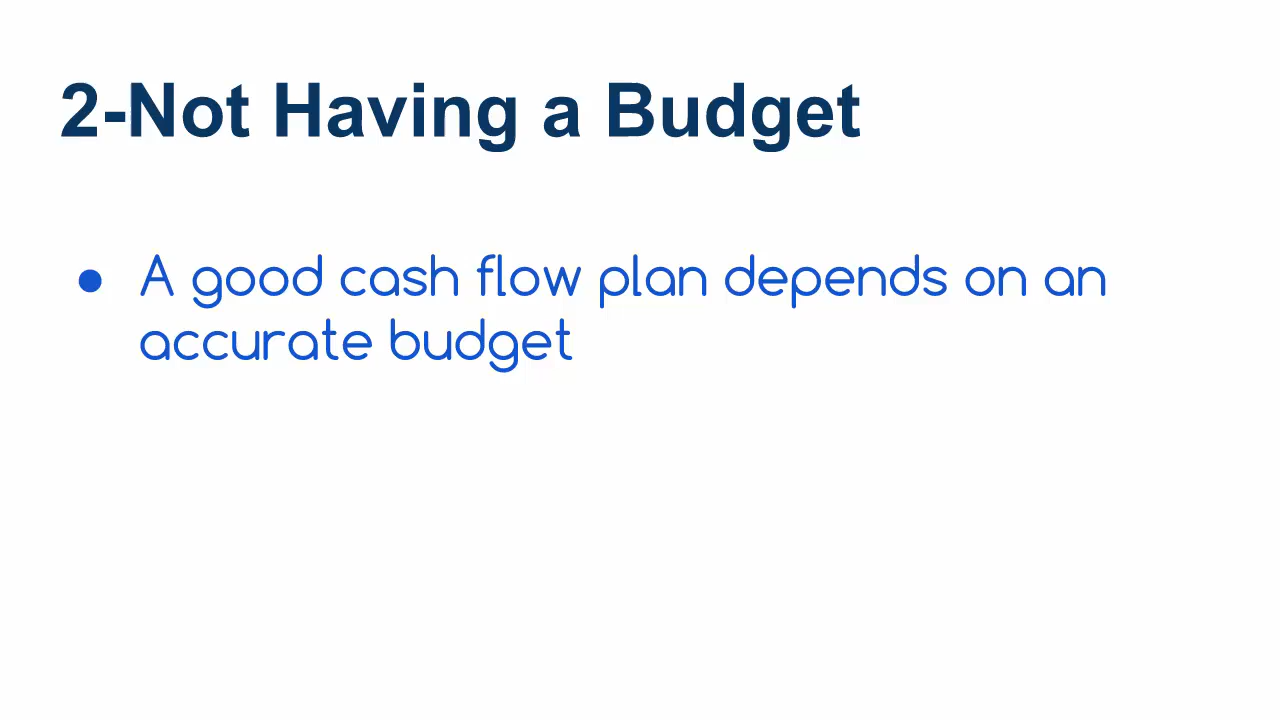 2-Not Having a Budget
● A good cash flow plan depends on an
accurate budget